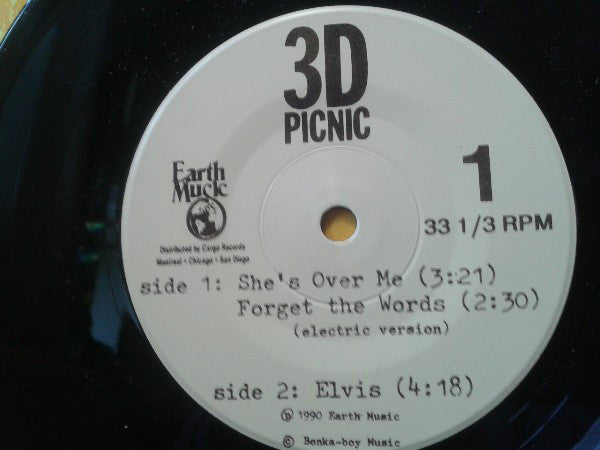 3D
PICNIC
1
Earth
Music
33 1/3 RPM
Distributed by Cargo Records
Montreal • Chicago • San Diego
side 1: She's Over Me (3:21)
Forget the Words (2:30)
(electric version)
side 2: Elvis (4:18)
℗ 1990 Earth Music
© Bonka-boy Music